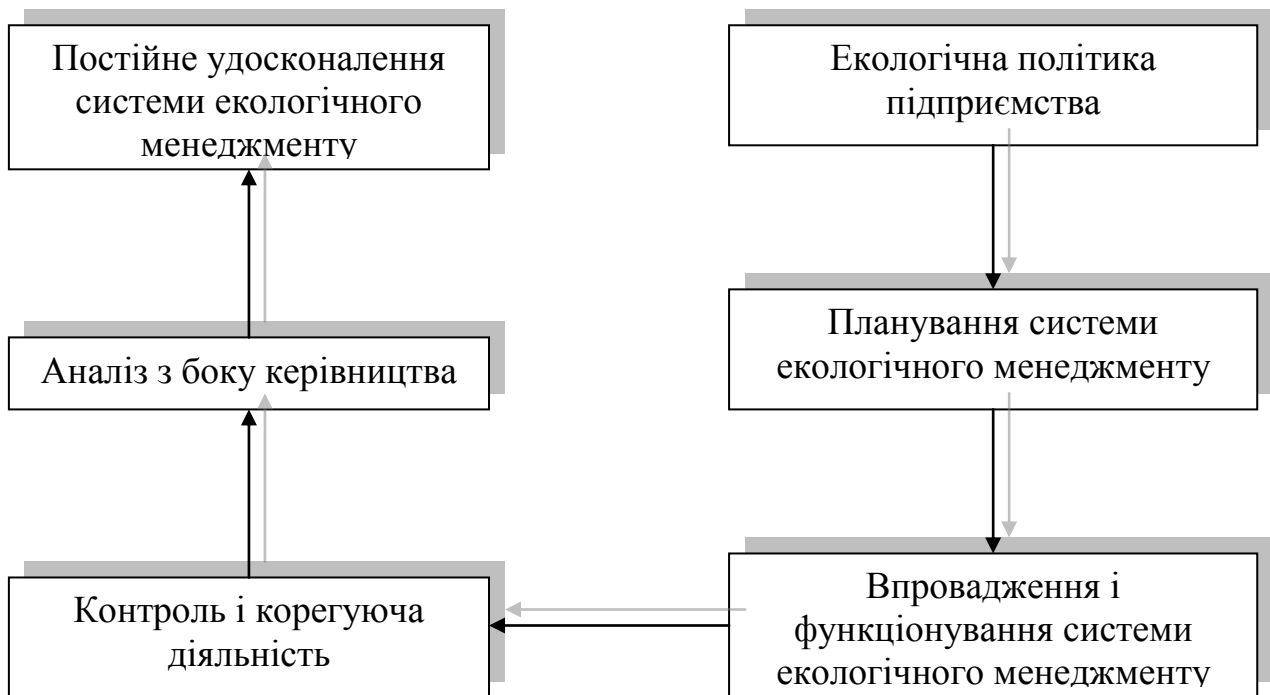 Постійне удосконалення
системи екологічного
менеджменту
Екологічна політика
підприємства
Аналіз з боку керівництва
Планування системи
екологічного менеджменту
Контроль і корегуюча
діяльність
Впровадження і
функціонування системи
екологічного менеджменту